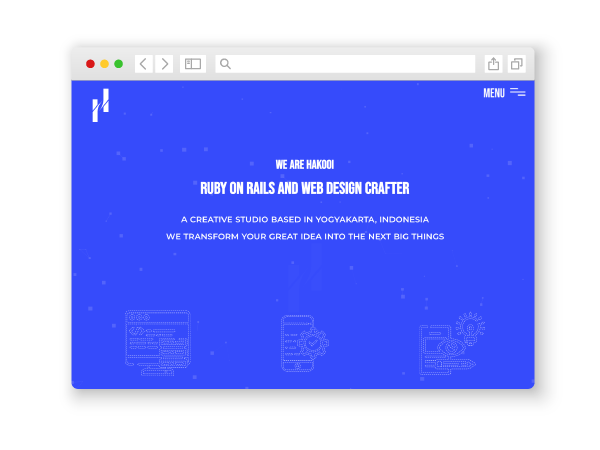 MENU
WE ARE HAKOOI
RUBY ON RAILS AND WEB DESIGN CRAFTER
A CREATIVE STUDIO BASED IN YOGYAKARTA, INDONESIA
WE TRANSFORM YOUR GREAT IDEA INTO THE NEXT BIG THINGS